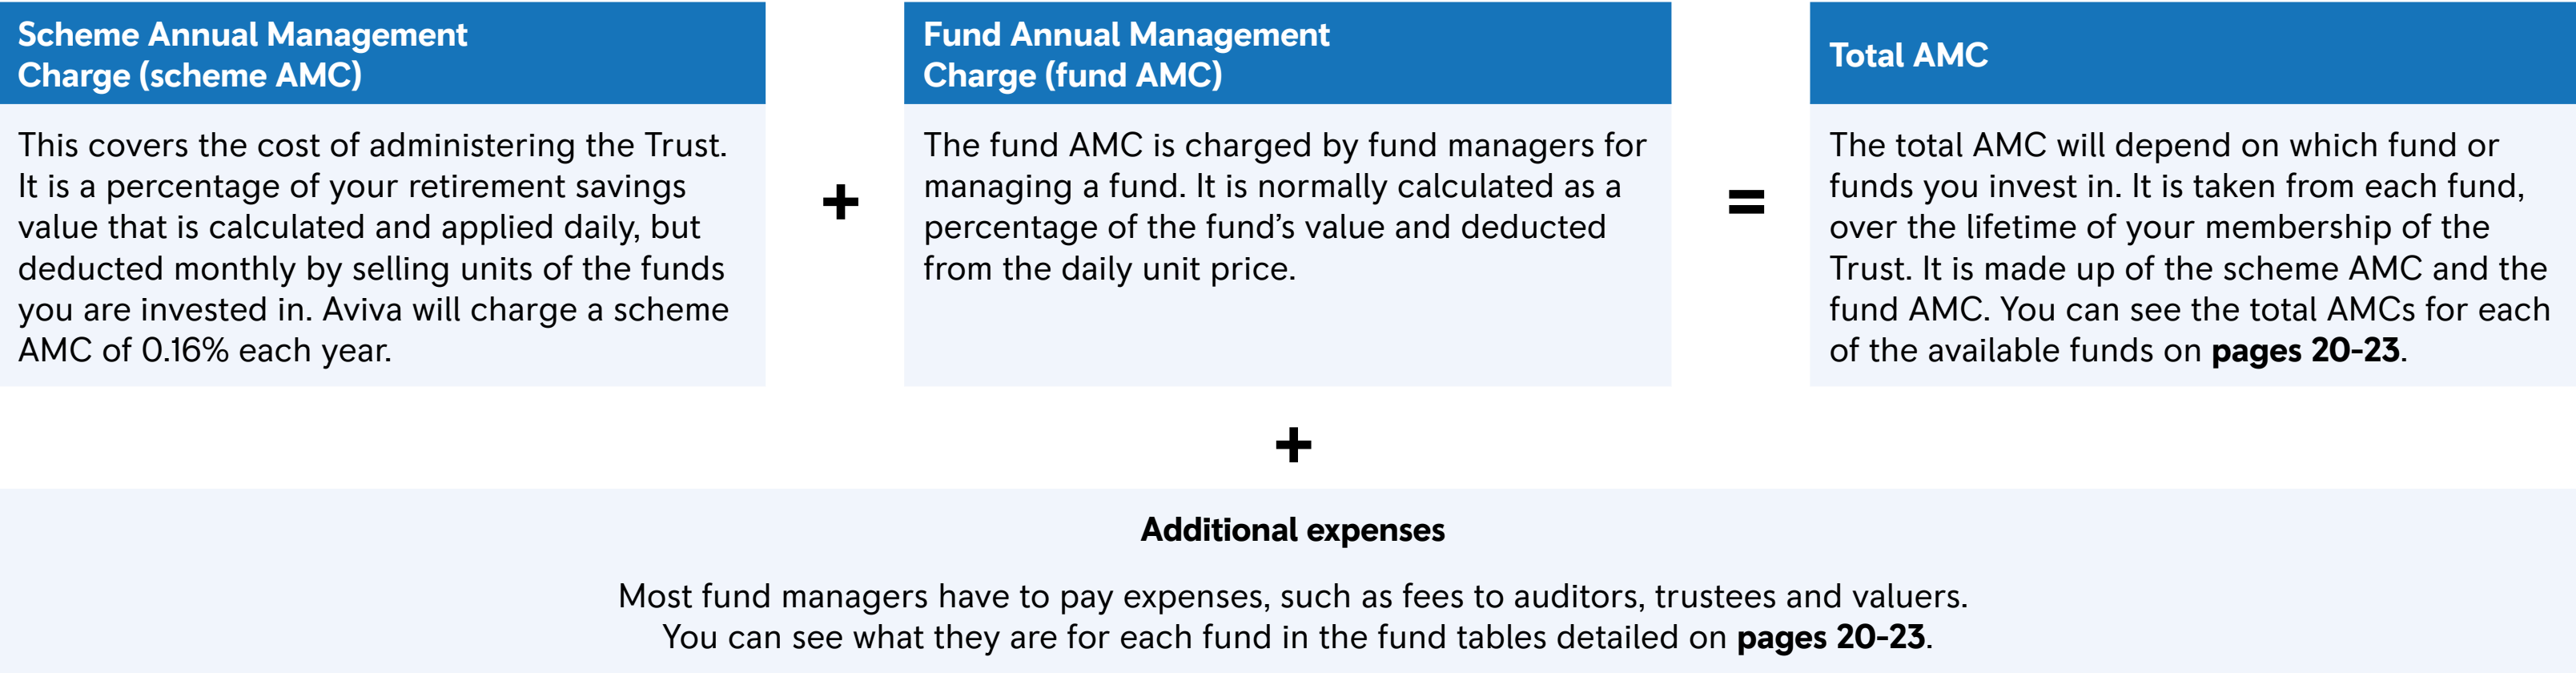 Scheme Annual Management
Charge (scheme AMC)
This covers the cost of administering the Trust.
It is a percentage of your retirement savings
value that is calculated and applied daily, but
deducted monthly by selling units of the funds
you are invested in. Aviva will charge a scheme
AMC of 0.16% each year.
+
Fund Annual Management
Charge (fund AMC)
The fund AMC is charged by fund managers for
managing a fund. It is normally calculated as a
percentage of the fund’s value and deducted
from the daily unit price.
=
Total AMC
The total AMC will depend on which fund or
funds you invest in. It is taken from each fund,
over the lifetime of your membership of the
Trust. It is made up of the scheme AMC and the
fund AMC. You can see the total AMCs for each
of the available funds on pages 20-23.
+
Additional expenses
Most fund managers have to pay expenses, such as fees to auditors, trustees and valuers.
You can see what they are for each fund in the fund tables detailed on pages 20-23.